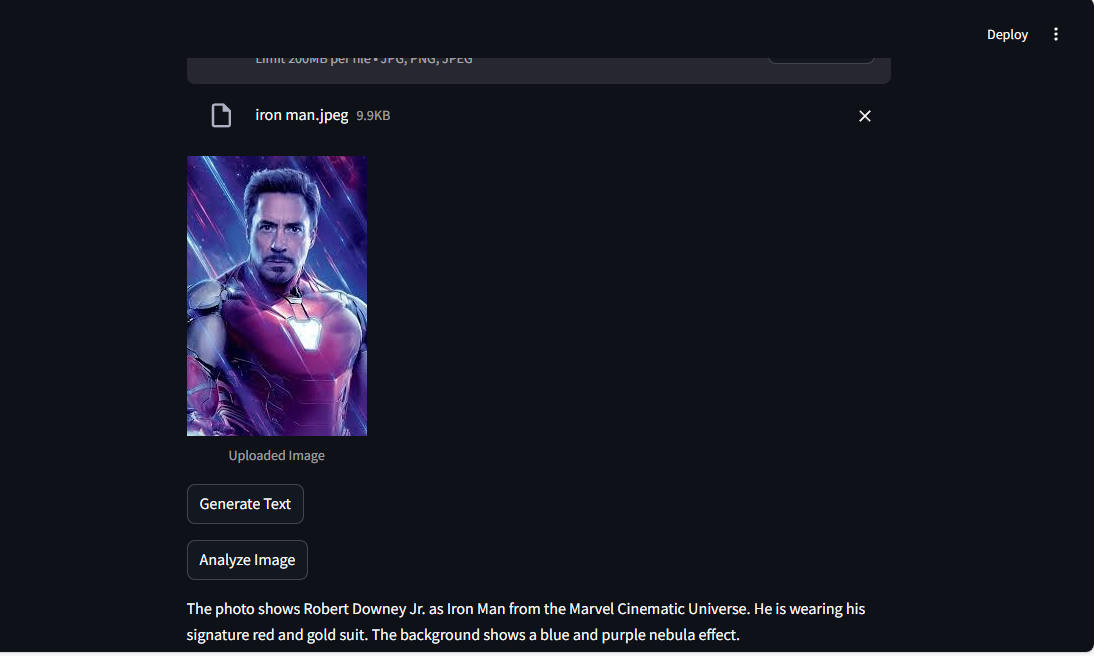 Deploy
Limit 200MB per file • JPG, PNG, JPEG
iron man.jpeg 9.9KB
Uploaded Image
Generate Text
Analyze Image
The photo shows Robert Downey Jr. as Iron Man from the Marvel Cinematic Universe. He is wearing his
signature red and gold suit. The background shows a blue and purple nebula effect.